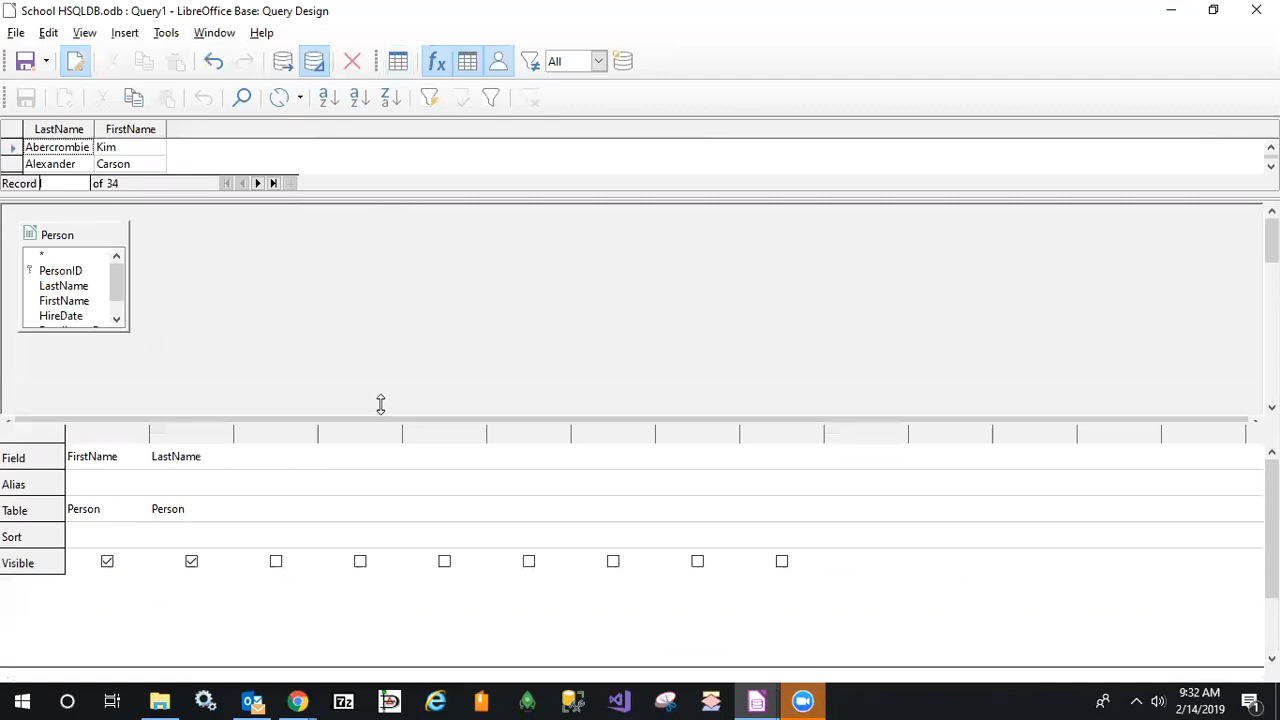 School HSQLDB.odb : Query1 - LibreOffice Base: Query Design
File Edit View Insert Tools Window Help
fx All
LastName FirstName
Abercrombie Kim
Alexander Carson
Record of 34
Person
*
PersonID
LastName
FirstName
HireDate
Field FirstName LastName
Alias
Table Person Person
Sort
Visible
9:32 AM
2/14/2019